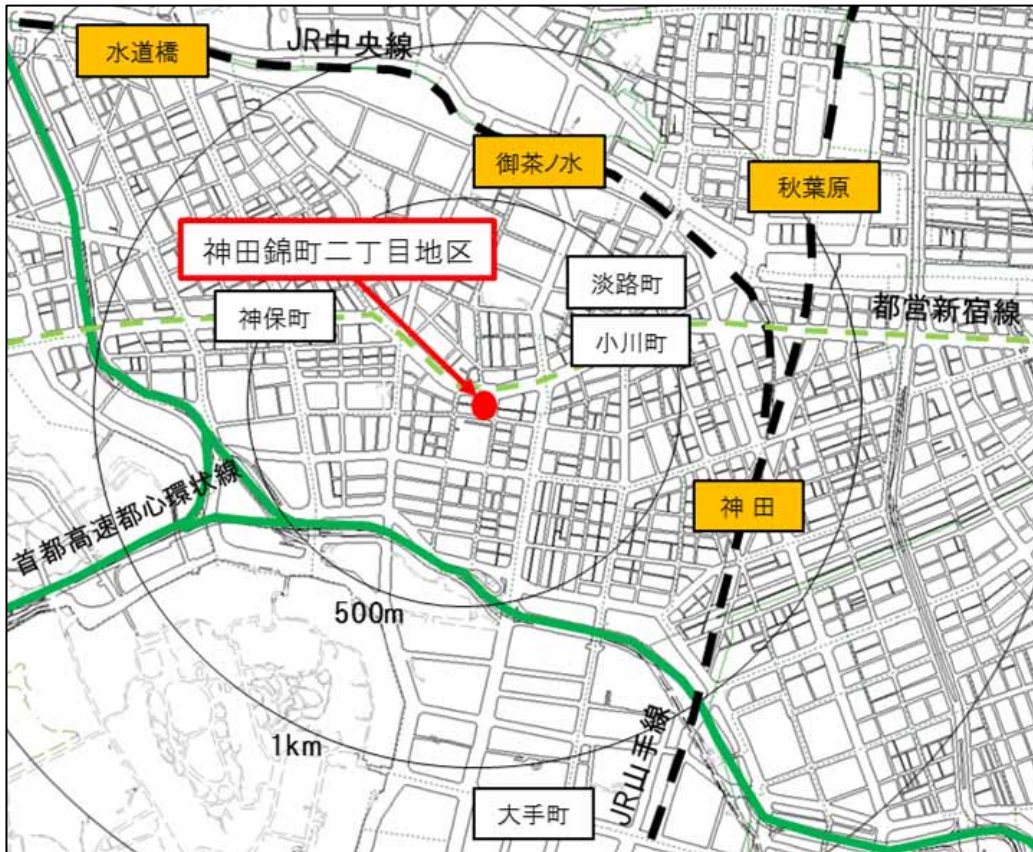 水道橋
JR中央線
御茶ノ水
秋葉原
神田錦町二丁目地区
淡路町
神保町
都営新宿線
小川町
神田
首都高速都心環状線
500m
1km
JR山手線
大手町